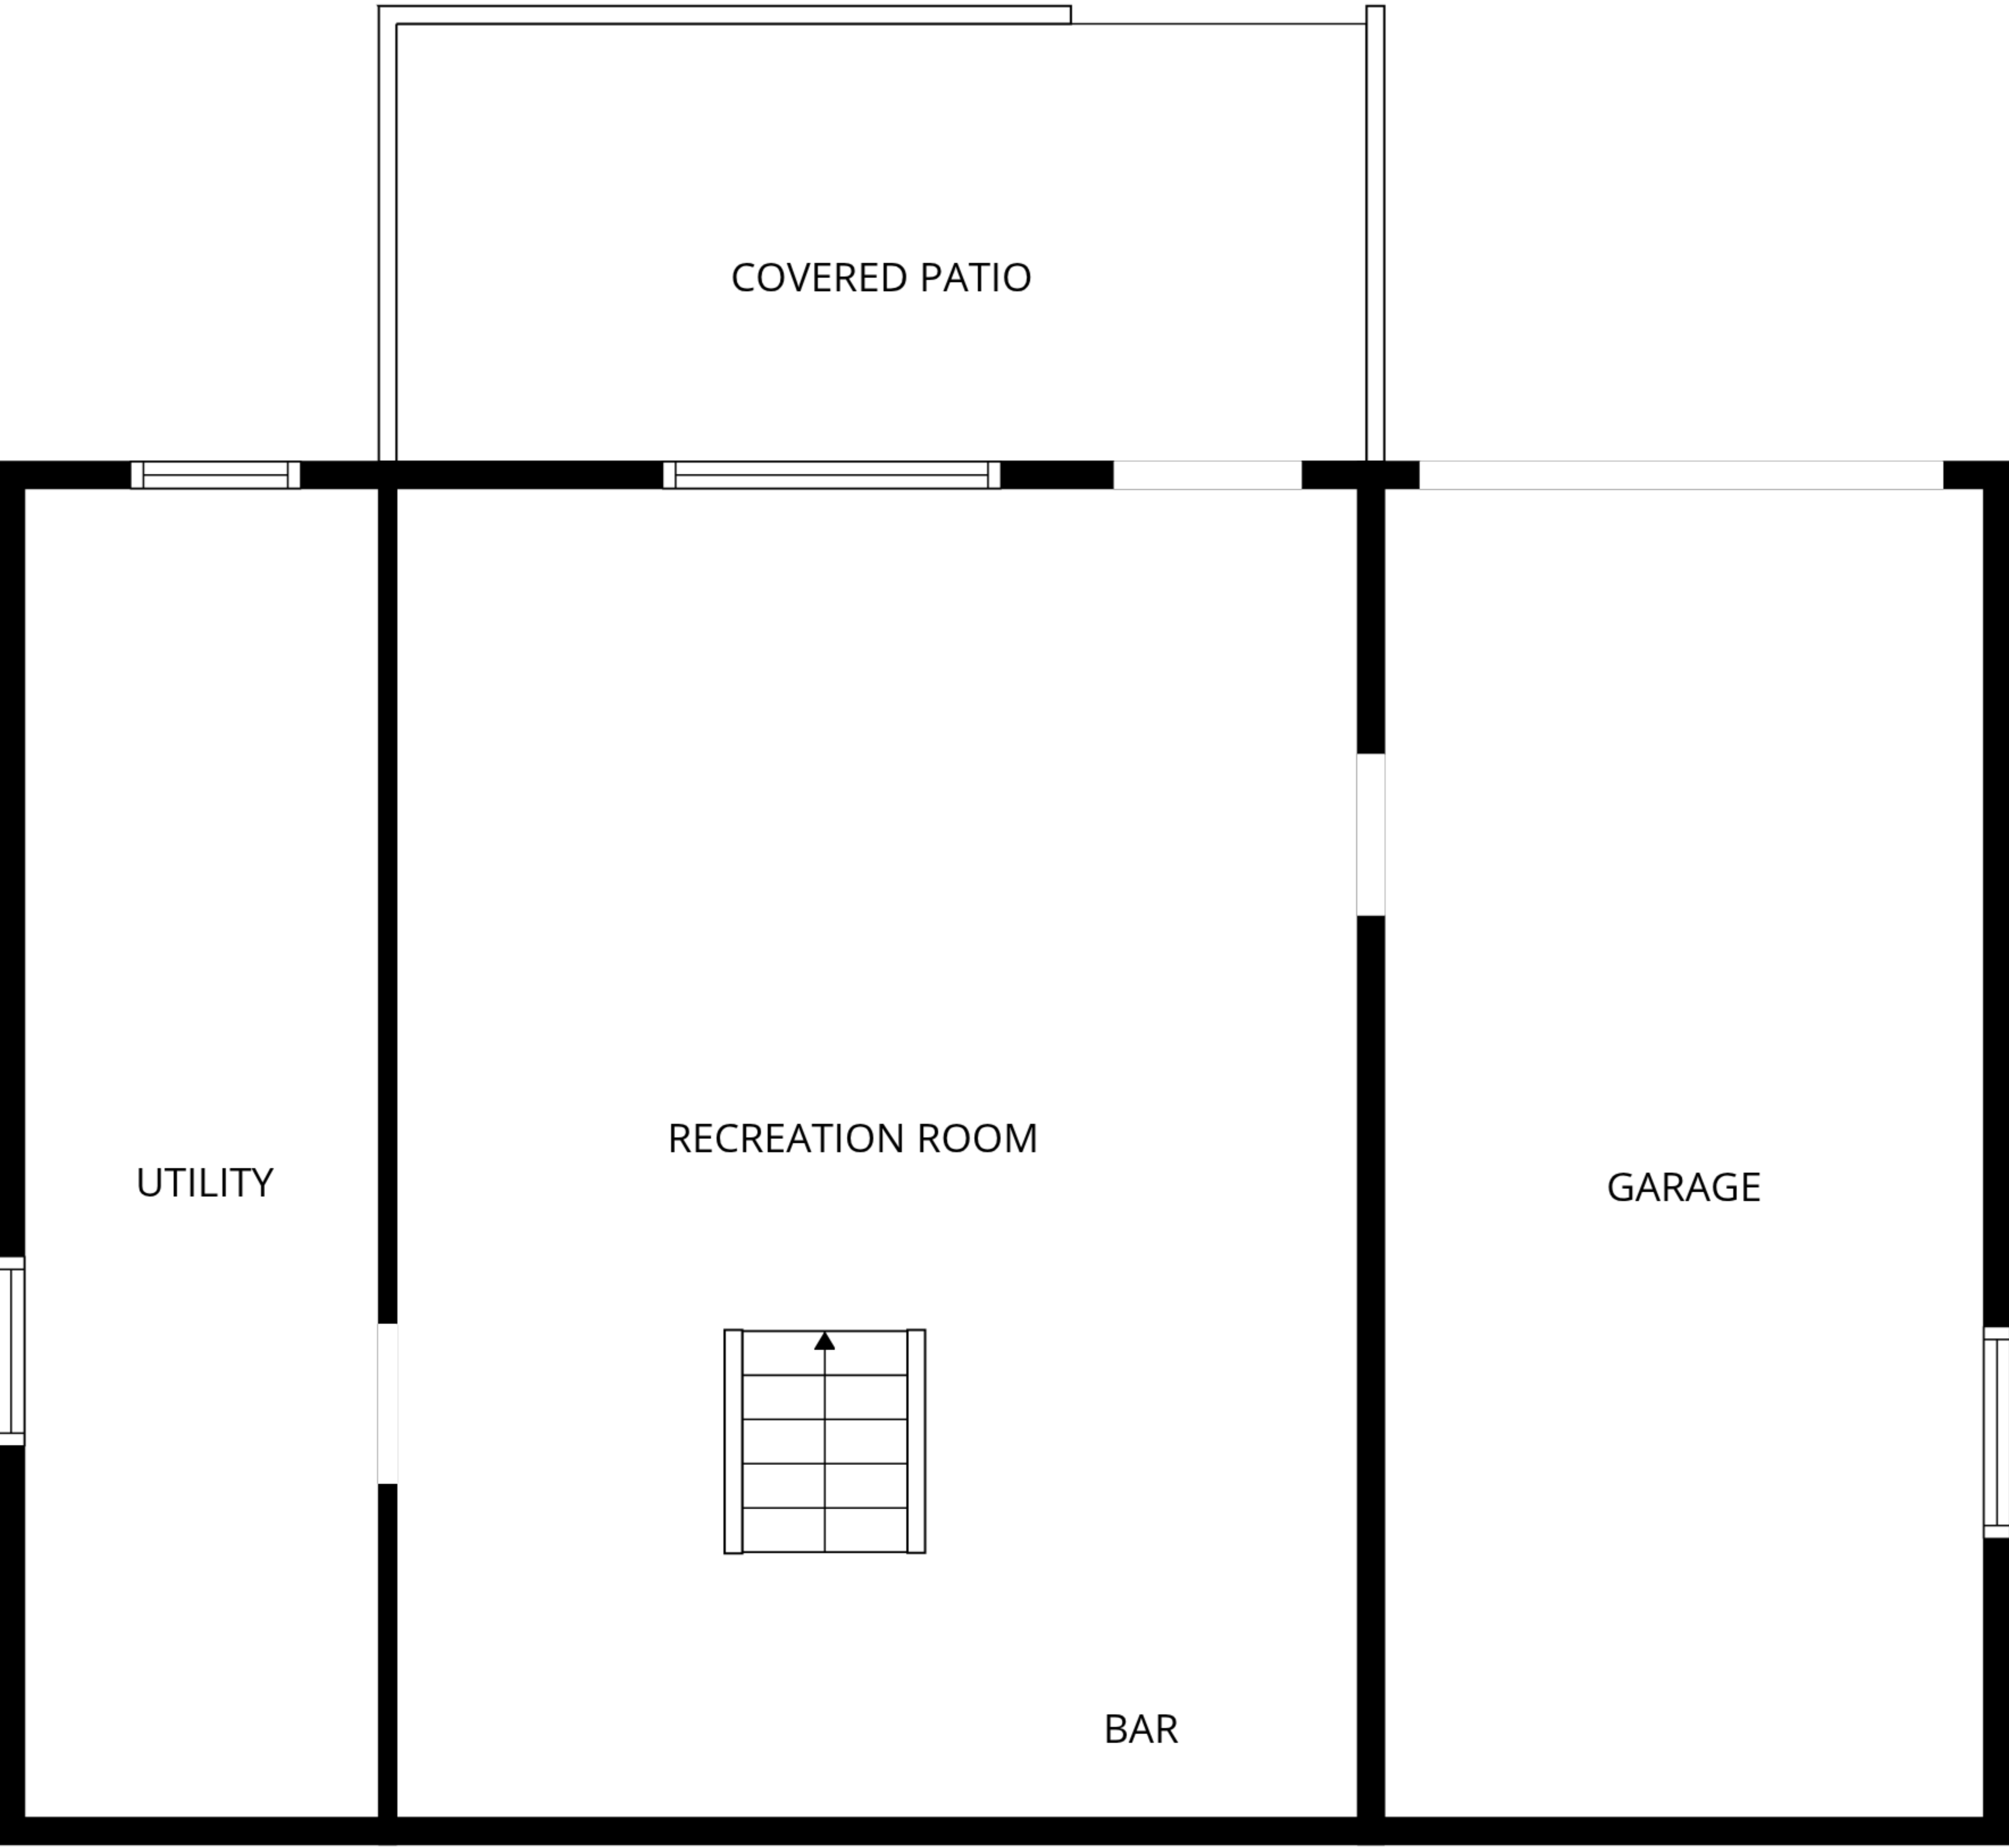 COVERED PATIO
RECREATION ROOM
UTILITY
GARAGE
BAR